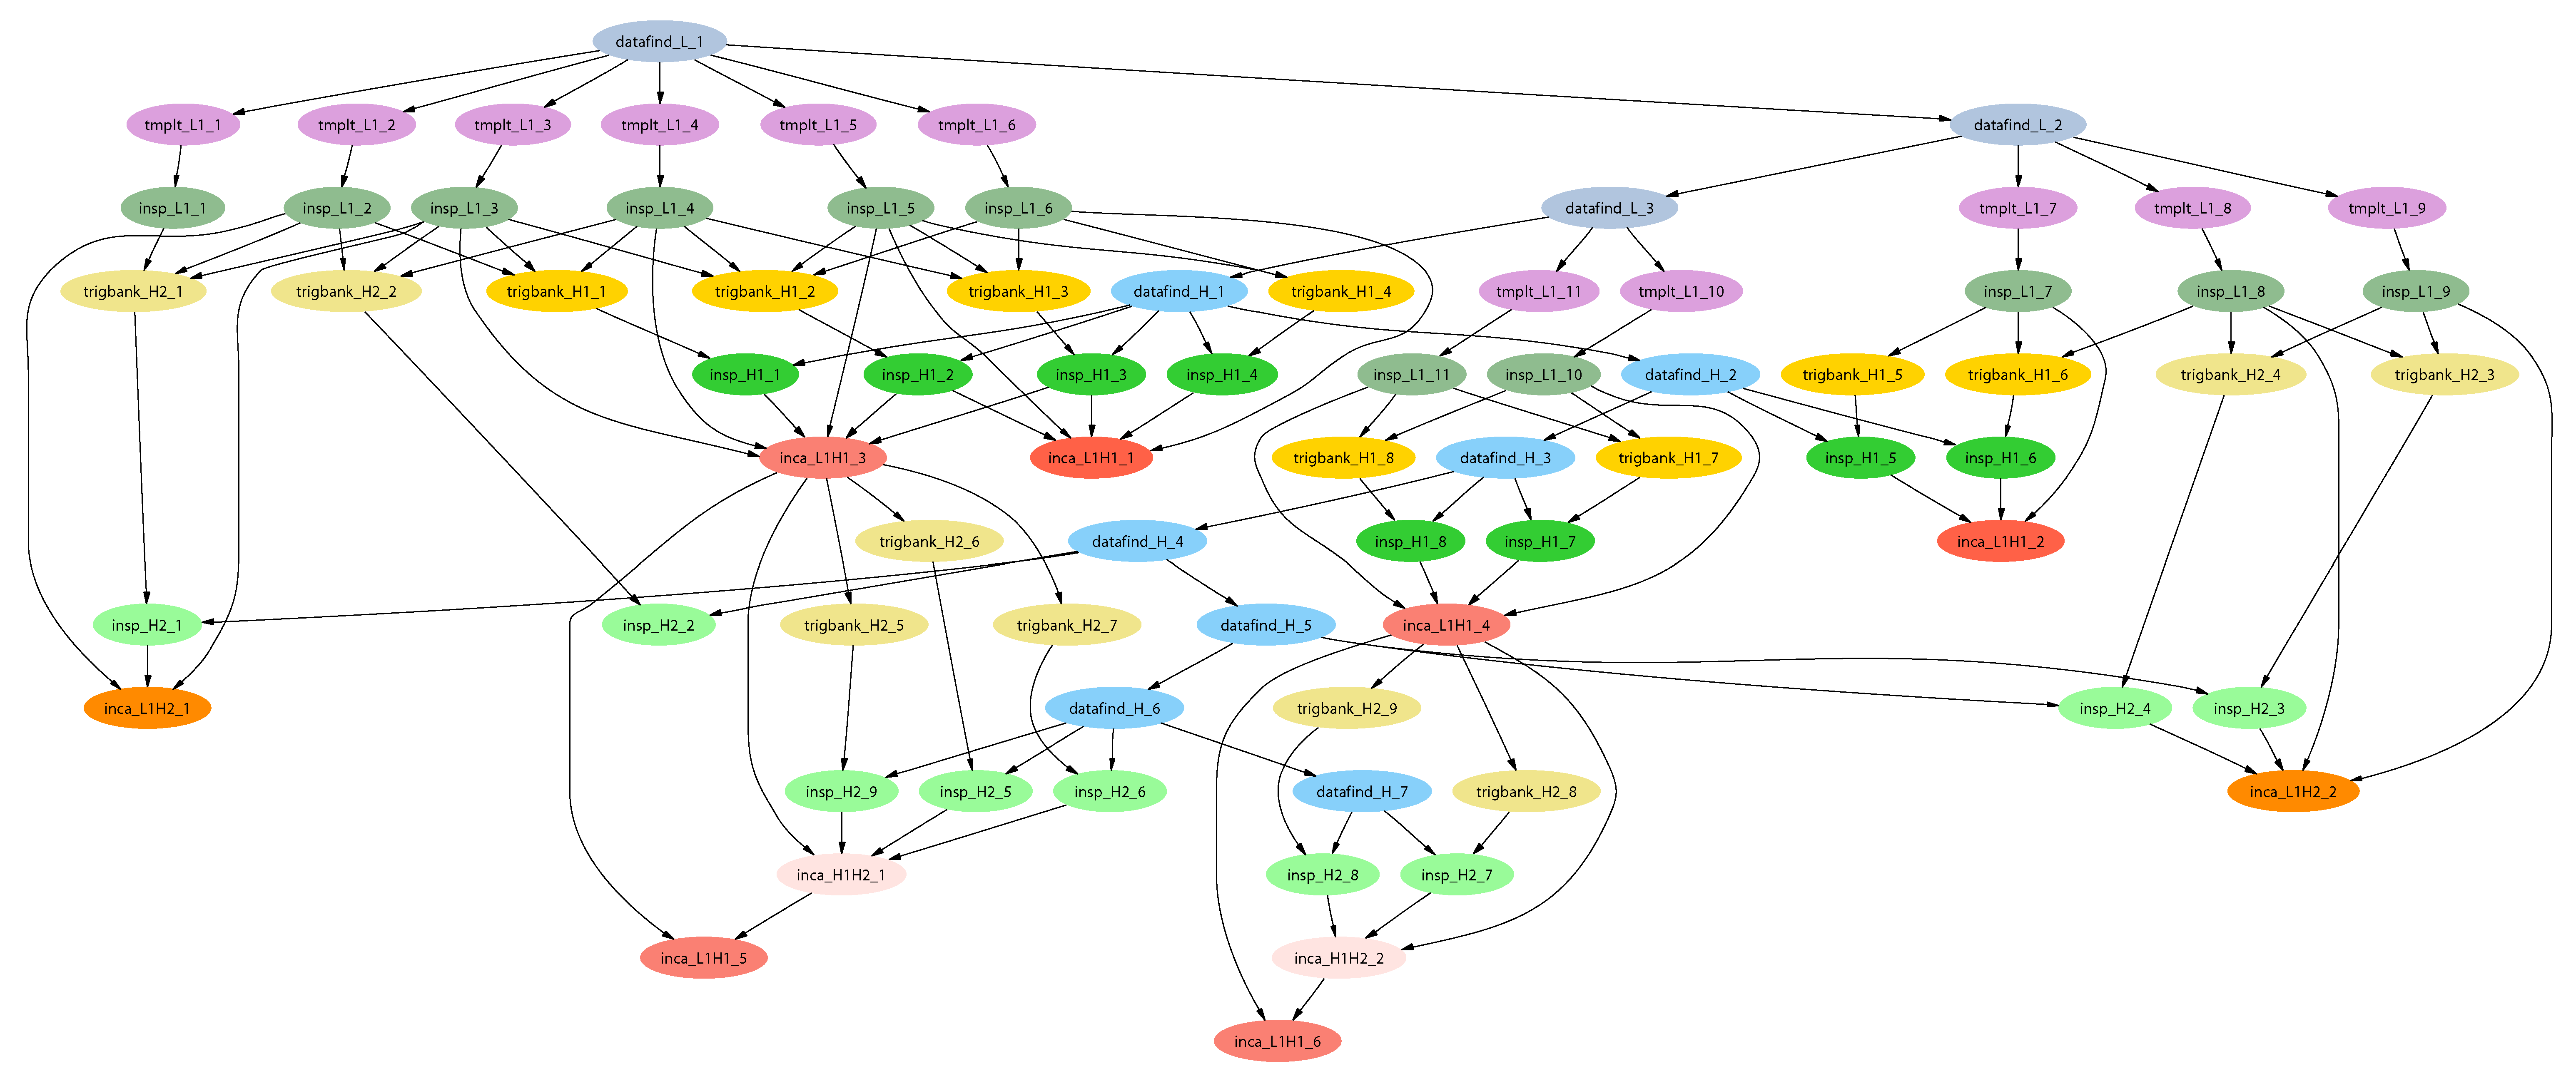 datafind_L_1
tmplt_L1_1 tmplt_L1_2 tmplt_L1_3 tmplt_L1_4 tmplt_L1_5 tmplt_L1_6 datafind_L_2
insp_L1_1 insp_L1_2 insp_L1_3 insp_L1_4 insp_L1_5 insp_L1_6 datafind_L_3 tmplt_L1_7 tmplt_L1_8 tmplt_L1_9
trigbank_H2_1 trigbank_H2_2 trigbank_H1_1 trigbank_H1_2 trigbank_H1_3 datafind_H_1 trigbank_H1_4 tmplt_L1_11 tmplt_L1_10 insp_L1_7 insp_L1_8 insp_L1_9
insp_H1_1 insp_H1_2 insp_H1_3 insp_H1_4 insp_L1_11 insp_L1_10 datafind_H_2 trigbank_H1_5 trigbank_H1_6 trigbank_H2_4 trigbank_H2_3
inca_L1H1_3 inca_L1H1_1 trigbank_H1_8 datafind_H_3 trigbank_H1_7 insp_H1_5 insp_H1_6
trigbank_H2_6 datafind_H_4 insp_H1_8 insp_H1_7 inca_L1H1_2
insp_H2_1 insp_H2_2 trigbank_H2_5 trigbank_H2_7 datafind_H_5 inca_L1H1_4
inca_L1H2_1 datafind_H_6 trigbank_H2_9 insp_H2_4 insp_H2_3
insp_H2_9 insp_H2_5 insp_H2_6 datafind_H_7 trigbank_H2_8 inca_L1H2_2
inca_H1H2_1 insp_H2_8 insp_H2_7
inca_L1H1_5 inca_H1H2_2
inca_L1H1_6